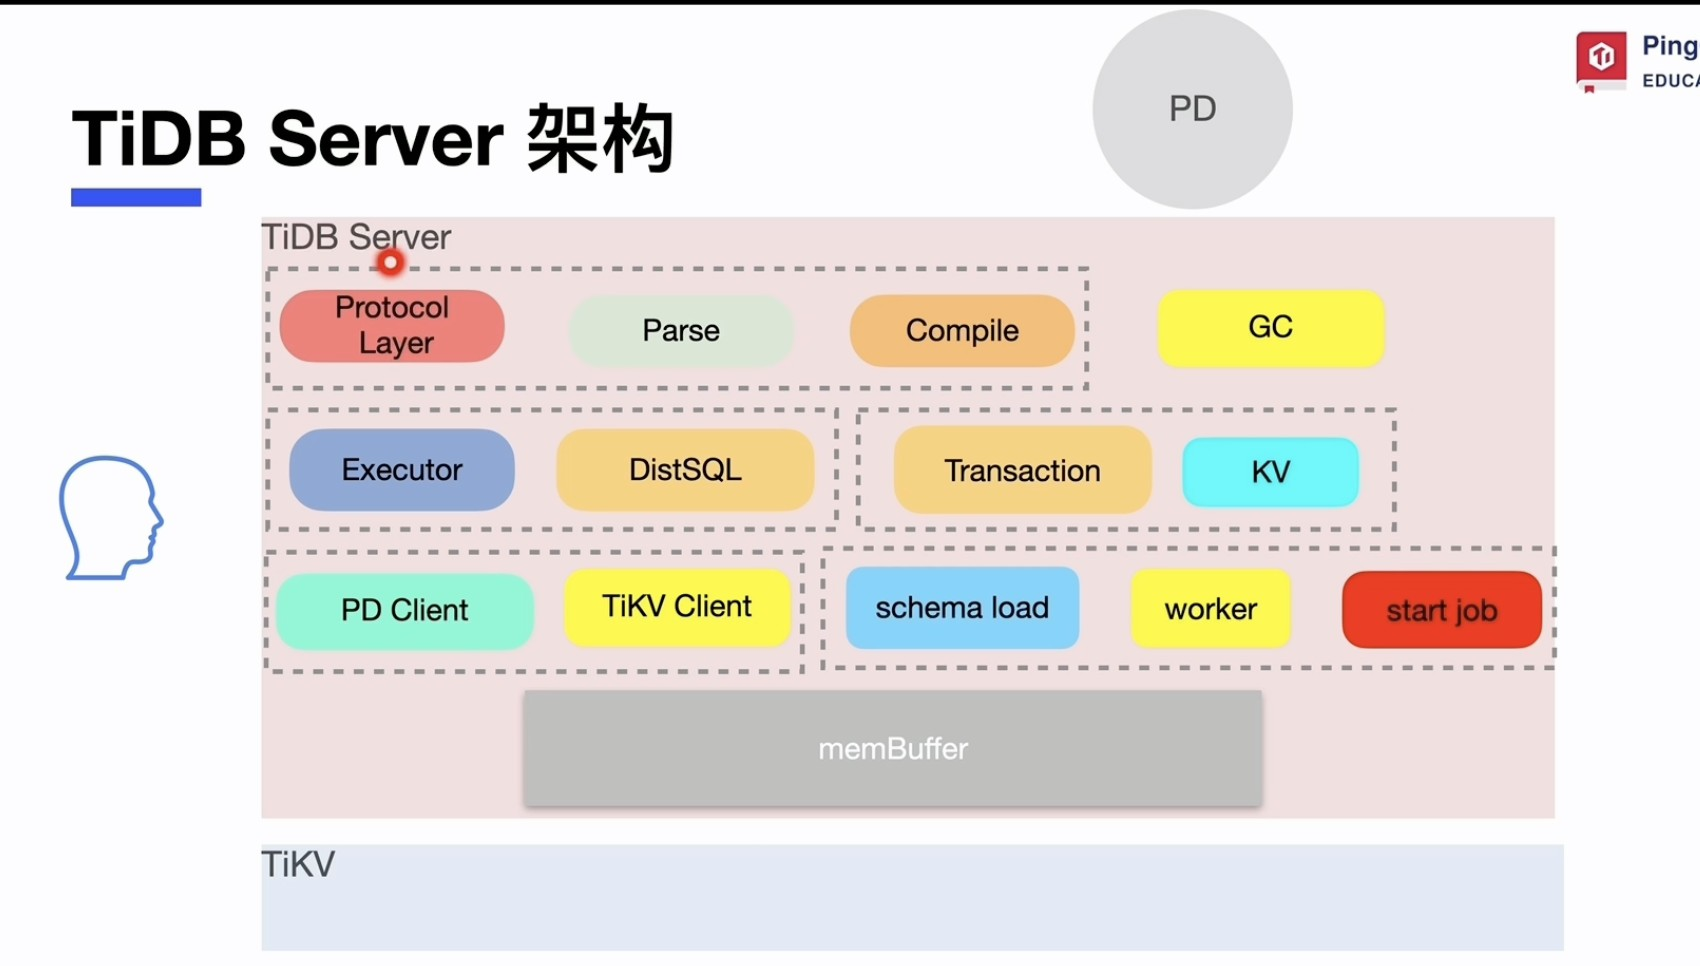 PD
Ping
EDUCA
TiDB Server 架构
TiDB Server
Protocol
Layer
Parse
Compile
GC
Executor
DistSQL
Transaction
KV
PD Client
TiKV Client
schema load
worker
start job
memBuffer
TiKV